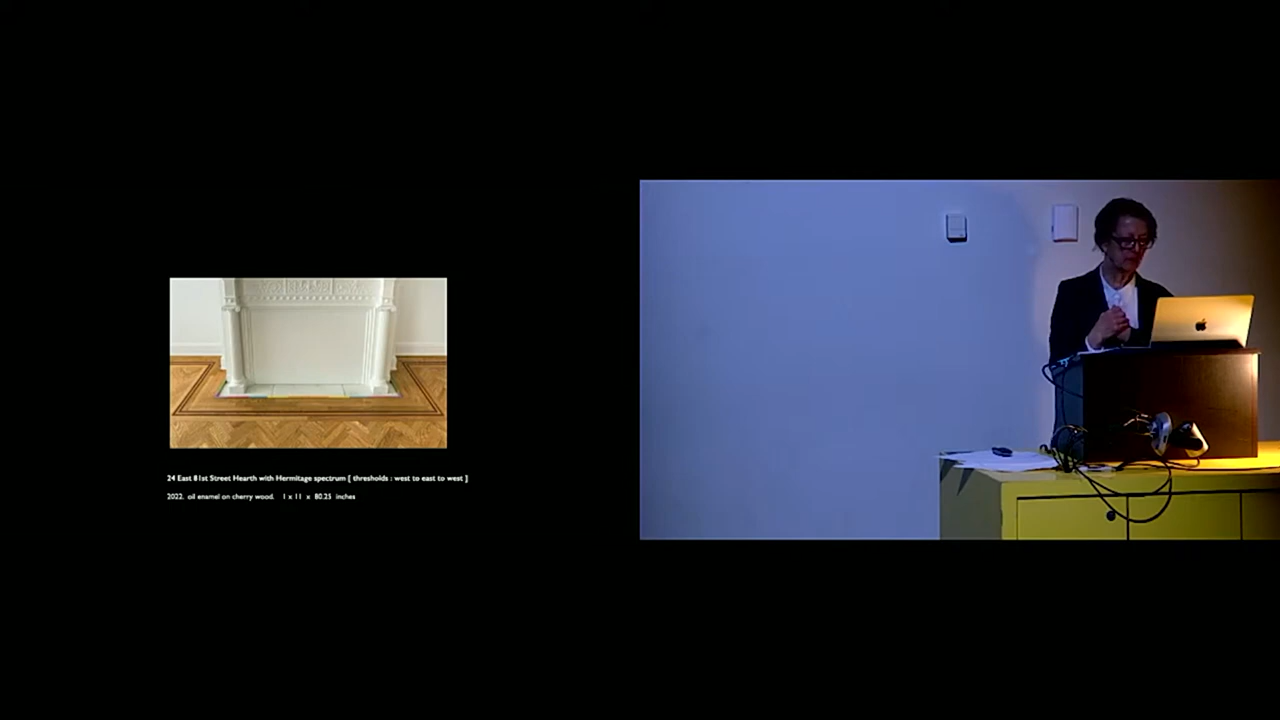 24 East 81st Street Hearth with Hermitage spectrum [ thresholds : west to east to west ]
2022. oil enamel on cherry wood. 1 x 11 x 80.25 inches